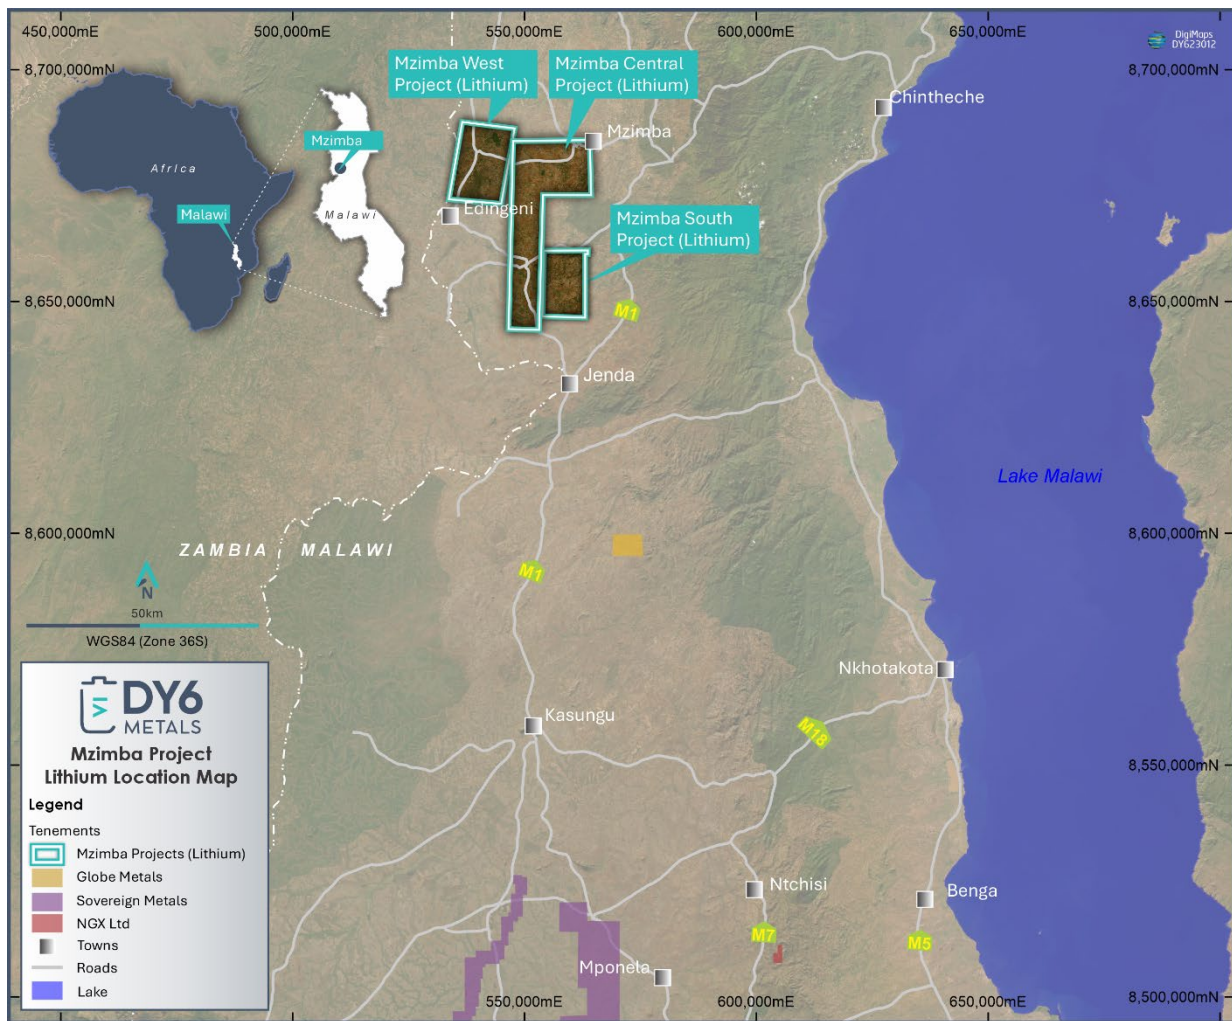 450,000mE
500,000mE
550,000mE
600,000mE
650,000mE
DigiMaps
DY623012
8,700,000mN
8,700,000mN
Mzimba West
Project (Lithium)
Mzimba Central
Project (Lithium)
Chintheche
Mzimba
Mzimba
Africa
Malawi
Malawi
Edingeni
Mzimba South
Project (Lithium)
8,650,000mN
8,650,000mN
M1
Jenda
Lake Malawi
8,600,000mN
8,600,000mN
ZAMBIA
MALAWI
M1
N
50km
WGS84 (Zone 36S)
Nkhotakota
Kasungu
M18
8,550,000mN
DY6
METALS
Mzimba Project
Lithium Location Map
Legend
Tenements
Mzimba Projects (Lithium)
Globe Metals
Sovereign Metals
NGX Ltd
Towns
Roads
Lake
Ntchisi
Benga
M7
M5
Mponela
550,000mE
600,000mE
650,000mE
8,500,000mN